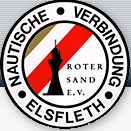 NAUTISCHE • VERBINDUNG
• ELSFLETH •
ROTER
SAND
E.V.